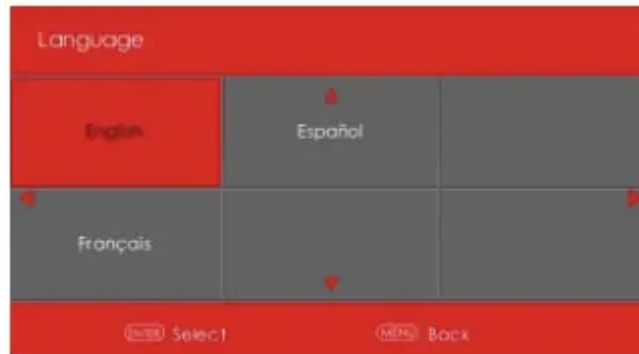 Language
English
Español
Français
ENTER Select
MENU Back